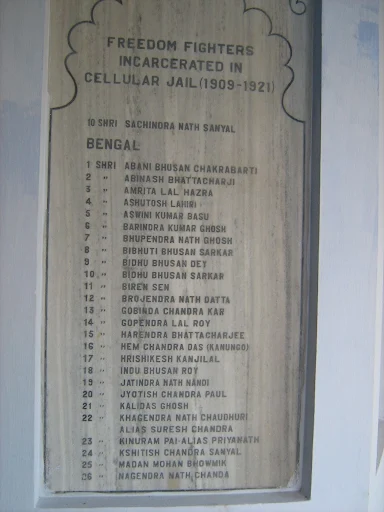 FREEDOM FIGHTERS
INCARCERATED IN
CELLULAR JAIL (1909-1921)
10 SHRI SACHINDRA NATH SANYAL
BENGAL
1 SHRI ABANI BHUSAN CHAKRABARTI
2 " ABINASH BHATTACHARJI
3 " AMRITA LAL HAZRA
4 " ASHUTOSH LAHIRI
5 " ASWINI KUMAR BASU
6 " BARINDRA KUMAR GHOSH
7 " BHUPENDRA NATH GHOSH
8 " BIBHUTI BHUSAN SARKAR
9 " BIDHU BHUSAN DEY
10 " BIDHU BHUSAN SARKAR
11 " BIREN SEN
12 " BROJENDRA NATH DATTA
13 " GOBINDA CHANDRA KAR
14 " GOPENDRA LAL ROY
15 " HARENDRA BHATTACHARJEE
16 " HEM CHANDRA DAS (KANUNGO)
17 " HRISHIKESH KANJILAL
18 " INDU BHUSAN ROY
19 " JATINDRA NATH NANDI
20 " JYOTISH CHANDRA PAUL
21 " KALIDAS GHOSH
22 " KHAGENDRA NATH CHAUDHURI
ALIAS SURESH CHANDRA
23 " KINURAM PAI ALIAS PRIYANATH
24 " KSHITISH CHANDRA SANYAL
25 " MADAN MOHAN BHOWMIK
26 " NAGENDRA NATH CHANDA